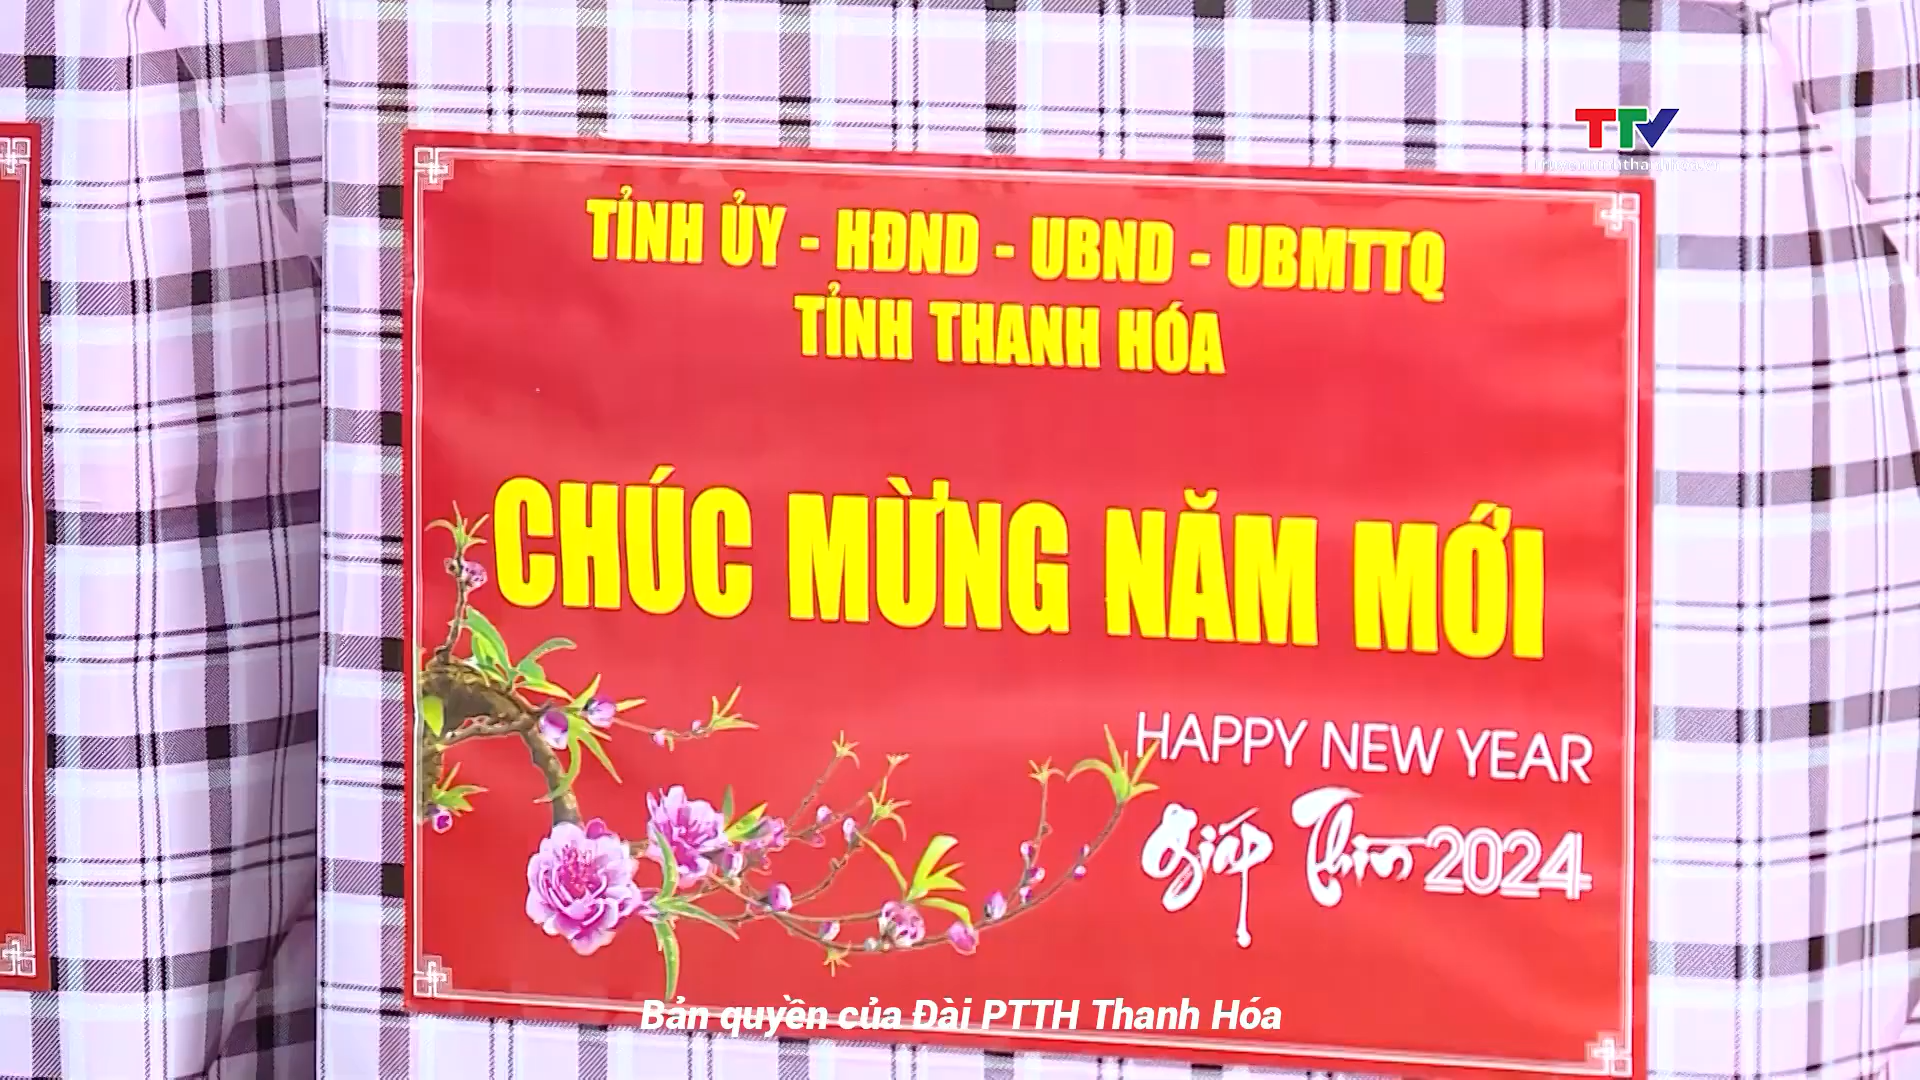 TTV
TỈNH ỦY - HĐND - UBND - UBMTTQ
TỈNH THANH HÓA
CHÚC MỪNG NĂM MỚI
HAPPY NEW YEAR
Giáp Thìn 2024
Bản quyền của Đài PTTH Thanh Hóa